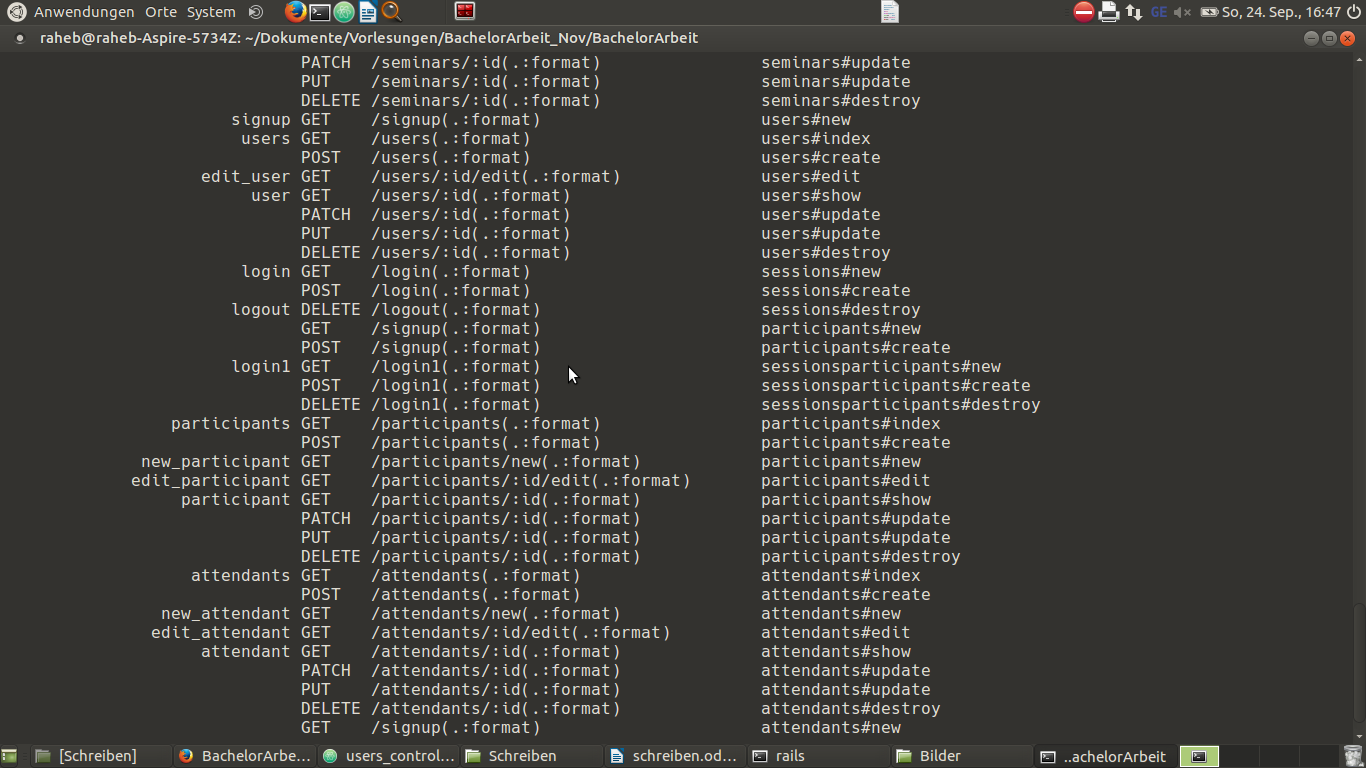 Anwendungen Orte System GE So, 24. Sep., 16:47
raheb@raheb-Aspire-5734Z: ~/Dokumente/Vorlesungen/BachelorArbeit_Nov/BachelorArbeit
PATCH /seminars/:id(.:format) seminars#update
PUT /seminars/:id(.:format) seminars#update
DELETE /seminars/:id(.:format) seminars#destroy
signup GET /signup(.:format) users#new
users GET /users(.:format) users#index
POST /users(.:format) users#create
edit_user GET /users/:id/edit(.:format) users#edit
user GET /users/:id(.:format) users#show
PATCH /users/:id(.:format) users#update
PUT /users/:id(.:format) users#update
DELETE /users/:id(.:format) users#destroy
login GET /login(.:format) sessions#new
POST /login(.:format) sessions#create
logout DELETE /logout(.:format) sessions#destroy
GET /signup(.:format) participants#new
POST /signup(.:format) participants#create
login1 GET /login1(.:format) sessionsparticipants#new
POST /login1(.:format) sessionsparticipants#create
DELETE /login1(.:format) sessionsparticipants#destroy
participants GET /participants(.:format) participants#index
POST /participants(.:format) participants#create
new_participant GET /participants/new(.:format) participants#new
edit_participant GET /participants/:id/edit(.:format) participants#edit
participant GET /participants/:id(.:format) participants#show
PATCH /participants/:id(.:format) participants#update
PUT /participants/:id(.:format) participants#update
DELETE /participants/:id(.:format) participants#destroy
attendants GET /attendants(.:format) attendants#index
POST /attendants(.:format) attendants#create
new_attendant GET /attendants/new(.:format) attendants#new
edit_attendant GET /attendants/:id/edit(.:format) attendants#edit
attendant GET /attendants/:id(.:format) attendants#show
PATCH /attendants/:id(.:format) attendants#update
PUT /attendants/:id(.:format) attendants#update
DELETE /attendants/:id(.:format) attendants#destroy
GET /signup(.:format) attendants#new
[Schreiben] BachelorArbe... users_control... Schreiben schreiben.od... rails Bilder ..achelorArbeit